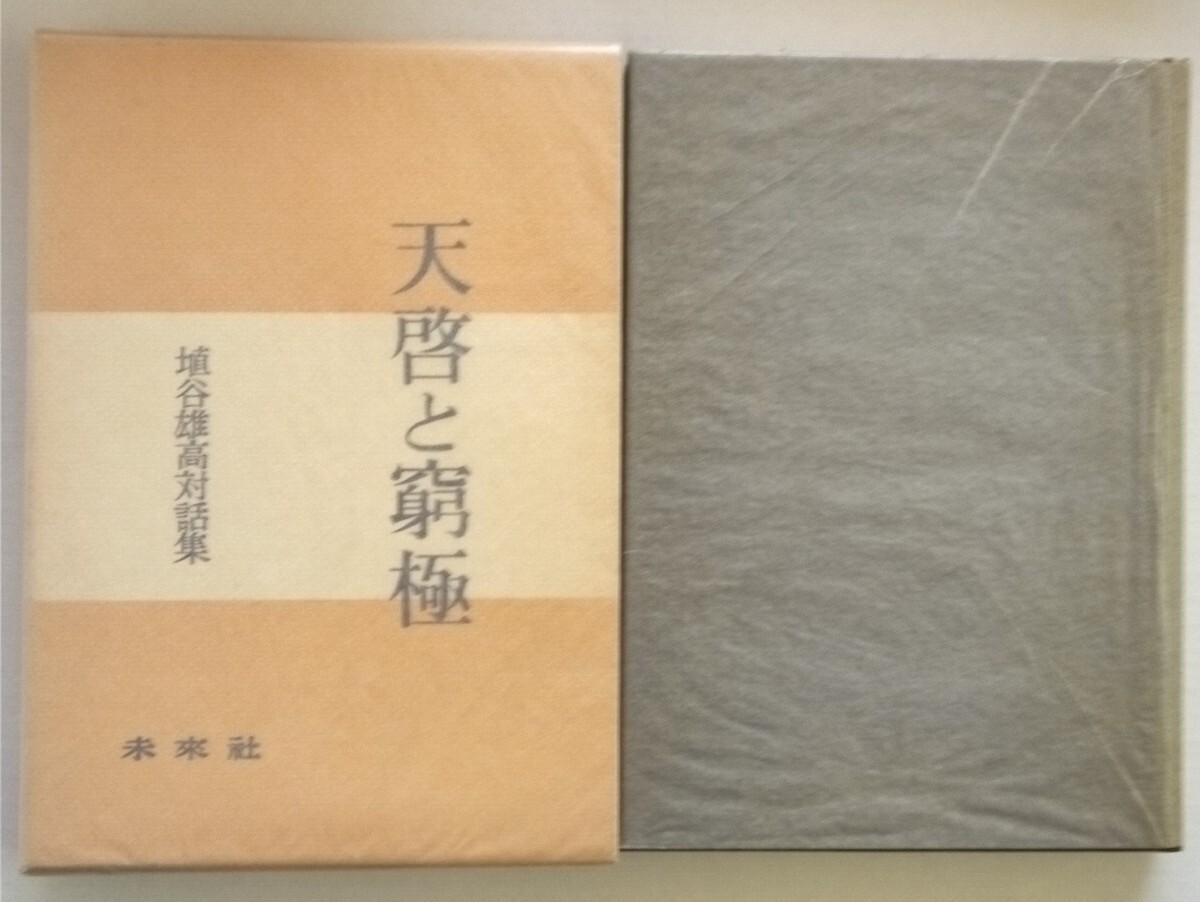 天啓と窮極
埴谷雄高対話集
未來社